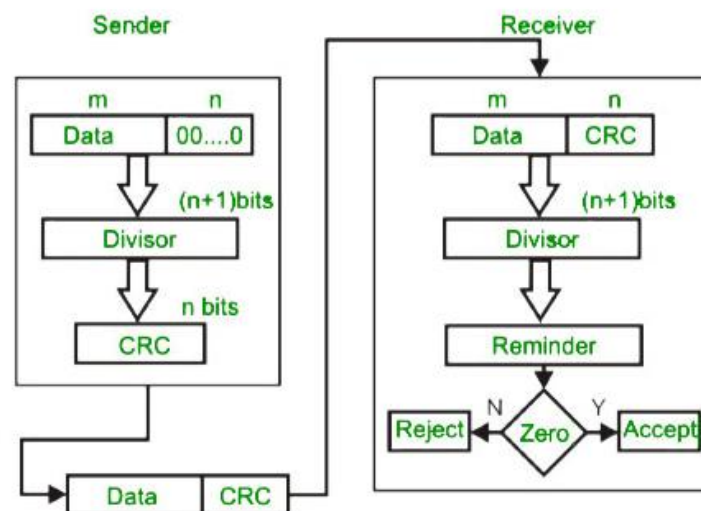 Sender
m n
Data 00....0
(n+1)bits
Divisor
n bits
CRC
Data CRC
Receiver
m n
Data CRC
(n+1)bits
Divisor
Reminder
N Y
Reject Zero Accept